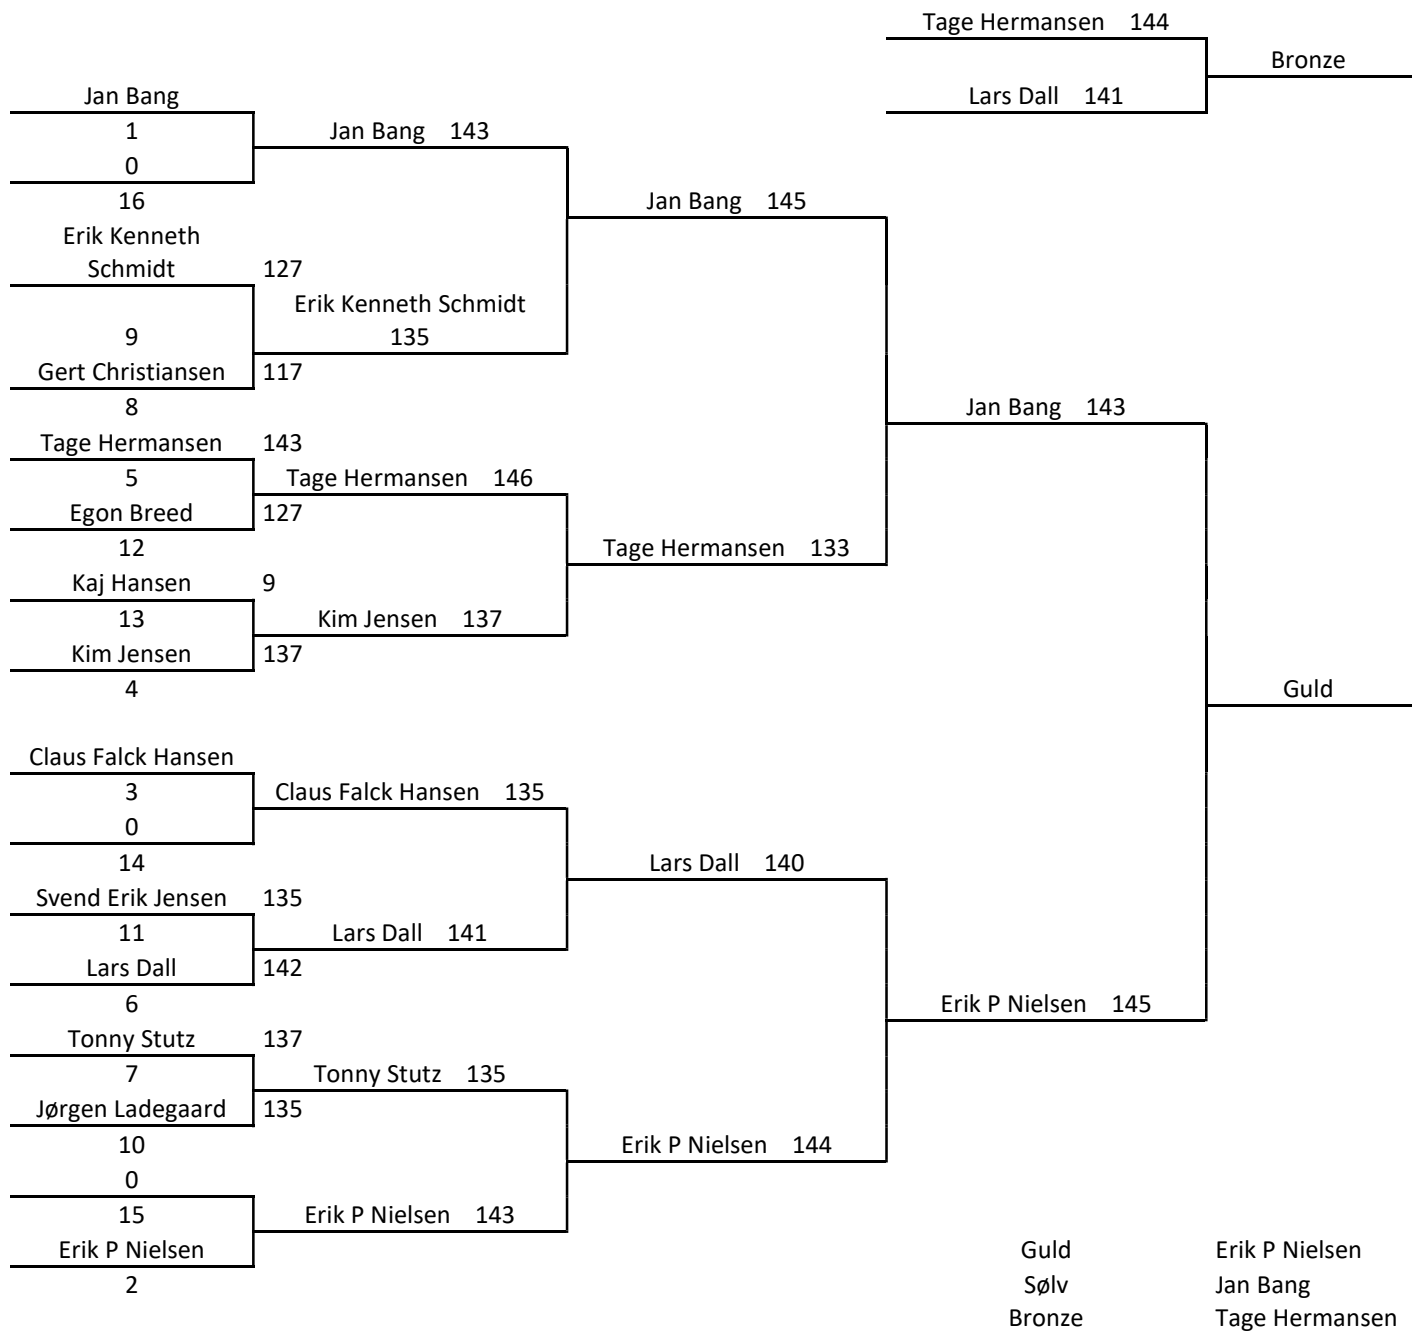 Tage Hermansen 144
Bronze
Lars Dall 141
Jan Bang
1
Jan Bang 143
0
16
Jan Bang 145
Erik Kenneth
Schmidt 127
Erik Kenneth Schmidt
9
135
Gert Christiansen 117
8
Jan Bang 143
Tage Hermansen 143
5
Tage Hermansen 146
Egon Breed 127
12
Tage Hermansen 133
Kaj Hansen 9
13
Kim Jensen 137
Kim Jensen 137
4
Guld
Claus Falck Hansen
3
Claus Falck Hansen 135
0
14
Lars Dall 140
Svend Erik Jensen 135
11
Lars Dall 141
Lars Dall 142
6
Erik P Nielsen 145
Tonny Stutz 137
7
Tonny Stutz 135
Jørgen Ladegaard 135
10
Erik P Nielsen 144
0
15
Erik P Nielsen 143
Erik P Nielsen
2
Guld Erik P Nielsen
Sølv Jan Bang
Bronze Tage Hermansen